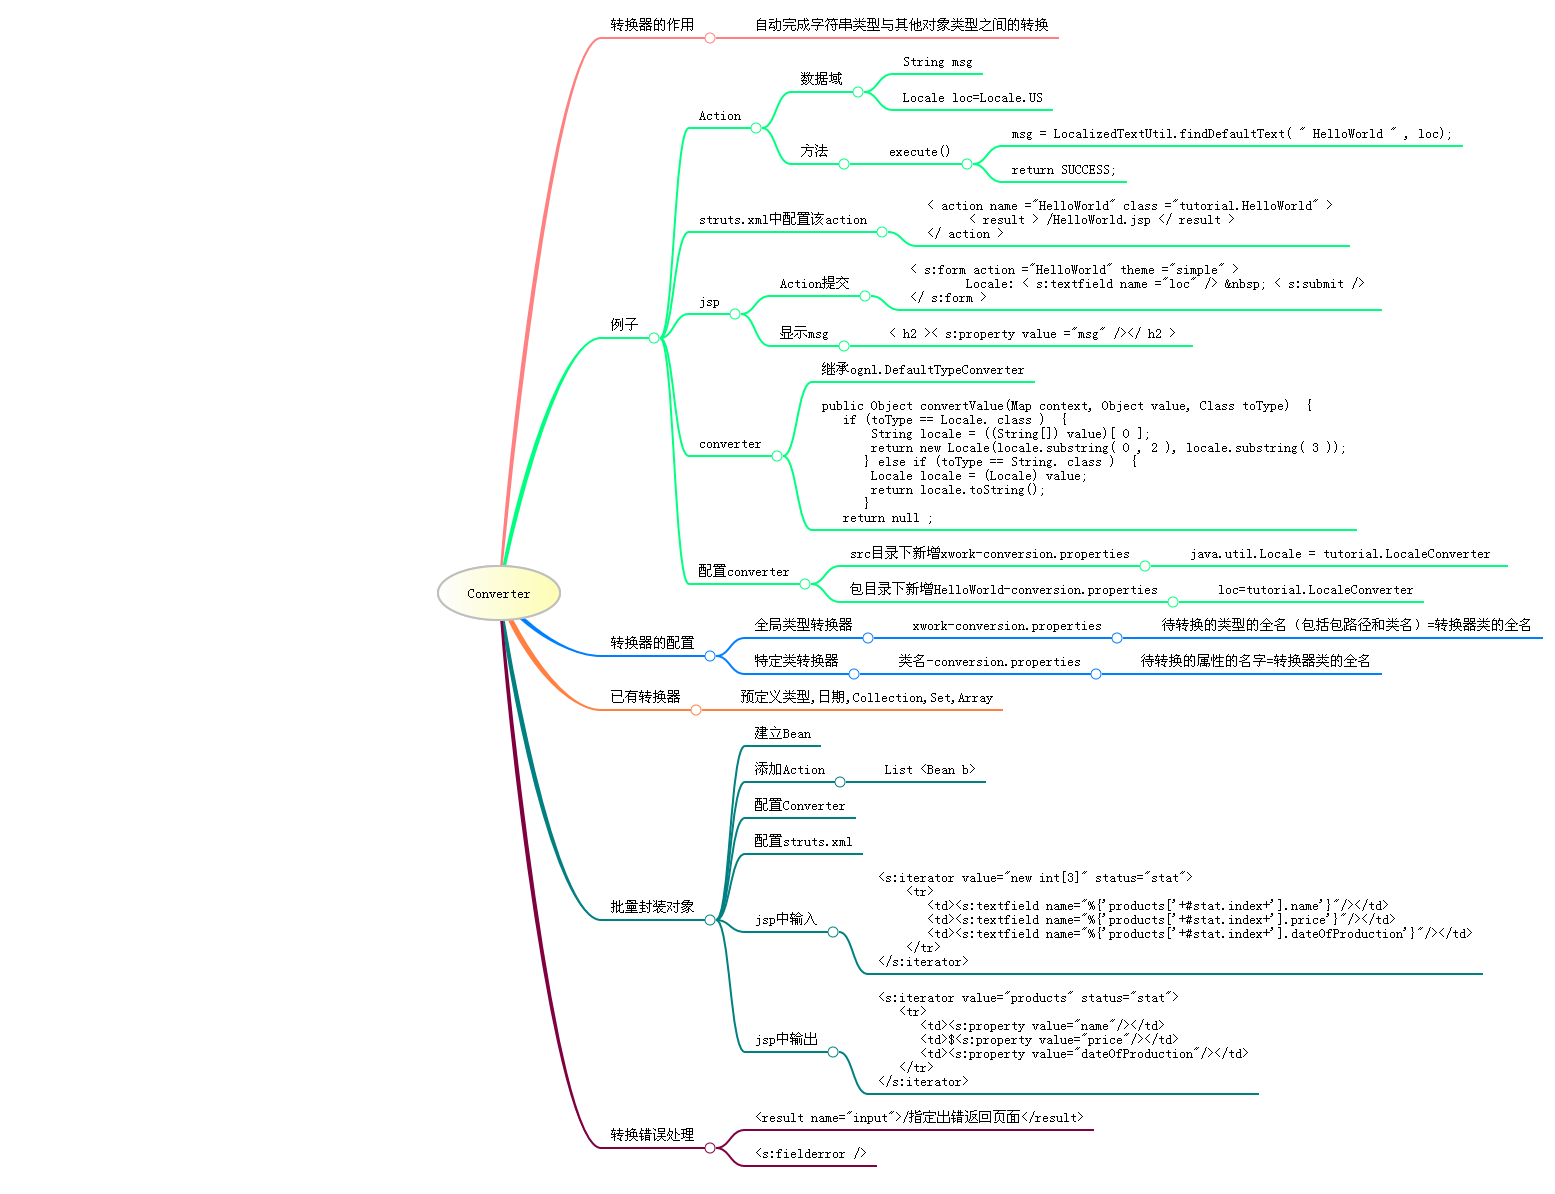 转换器的作用
自动完成字符串类型与其他对象类型之间的转换
String msg
数据域
Locale loc=Locale.US
Action
msg = LocalizedTextUtil.findDefaultText( " HelloWorld " , loc);
方法
execute()
return SUCCESS;
< action name ="HelloWorld" class ="tutorial.HelloWorld" >
struts.xml中配置该action
< result > /HelloWorld.jsp </ result >
</ action >
< s:form action ="HelloWorld" theme ="simple" >
Action提交
Locale: < s:textfield name ="loc" /> &nbsp; < s:submit />
</ s:form >
jsp
例子
显示msg
< h2 >< s:property value ="msg" /></ h2 >
继承ognl.DefaultTypeConverter
public Object convertValue(Map context, Object value, Class toType)  {
if (toType == Locale. class )  {
String locale = ((String[]) value)[ 0 ];
return new Locale(locale.substring( 0 , 2 ), locale.substring( 3 ));
converter
} else if (toType == String. class )  {
Locale locale = (Locale) value;
return locale.toString();
}
return null ;
src目录下新增xwork-conversion.properties
java.util.Locale = tutorial.LocaleConverter
配置converter
包目录下新增HelloWorld-conversion.properties
loc=tutorial.LocaleConverter
Converter
全局类型转换器
xwork-conversion.properties
待转换的类型的全名（包括包路径和类名）=转换器类的全名
转换器的配置
特定类转换器
类名-conversion.properties
待转换的属性的名字=转换器类的全名
已有转换器
预定义类型,日期,Collection,Set,Array
建立Bean
添加Action
List <Bean b>
配置Converter
配置struts.xml
批量封装对象
<s:iterator value="new int[3]" status="stat">
<tr>
<td><s:textfield name="%{'products['+#stat.index+'].name'}"/></td>
jsp中输入
<td><s:textfield name="%{'products['+#stat.index+'].price'}"/></td>
<td><s:textfield name="%{'products['+#stat.index+'].dateOfProduction'}"/></td>
</tr>
</s:iterator>
<s:iterator value="products" status="stat">
<tr>
<td><s:property value="name"/></td>
jsp中输出
<td>$<s:property value="price"/></td>
<td><s:property value="dateOfProduction"/></td>
</tr>
</s:iterator>
<result name="input">/指定出错返回页面</result>
转换错误处理
<s:fielderror />